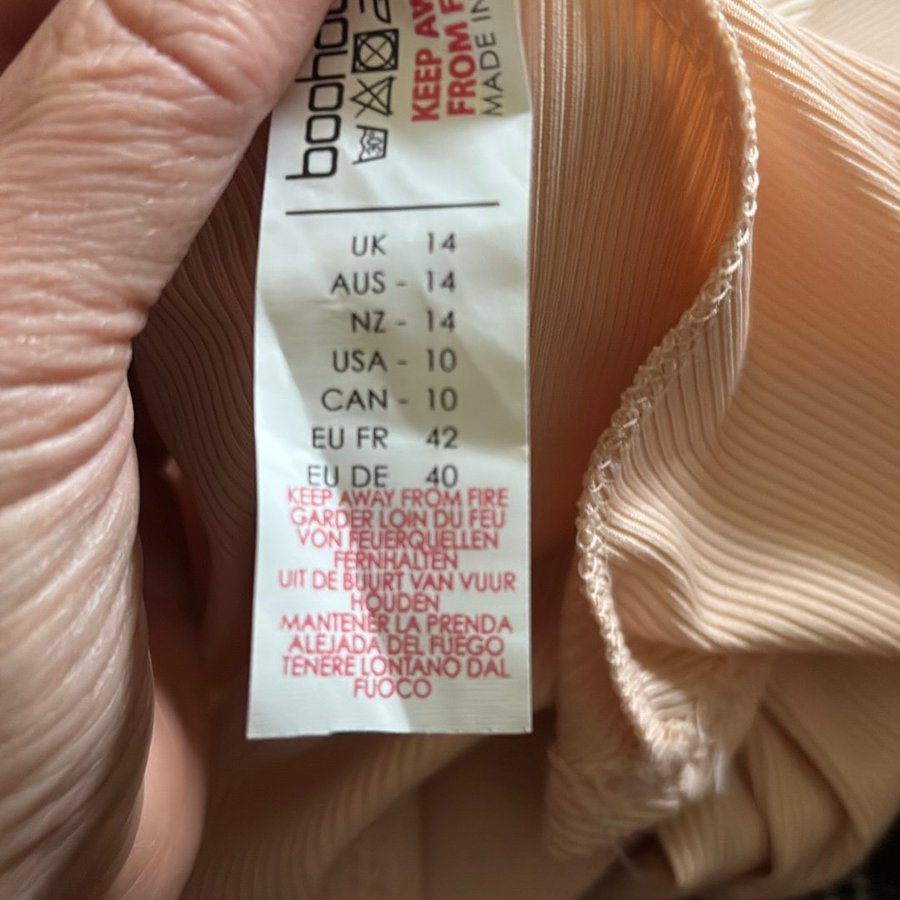 boohoo
30°
KEEP
FROM
MADE IN
UK 14
AUS - 14
NZ - 14
USA - 10
CAN - 10
EU FR 42
EU DE 40
KEEP AWAY FROM FIRE
GARDER LOIN DU FEU
VON FEUERQUELLEN
FERNHALTEN
UIT DE BUURT VAN VUUR
HOUDEN
MANTENER LA PRENDA
ALEJADA DEL FUEGO
TENERE LONTANO DAL
FUOCO